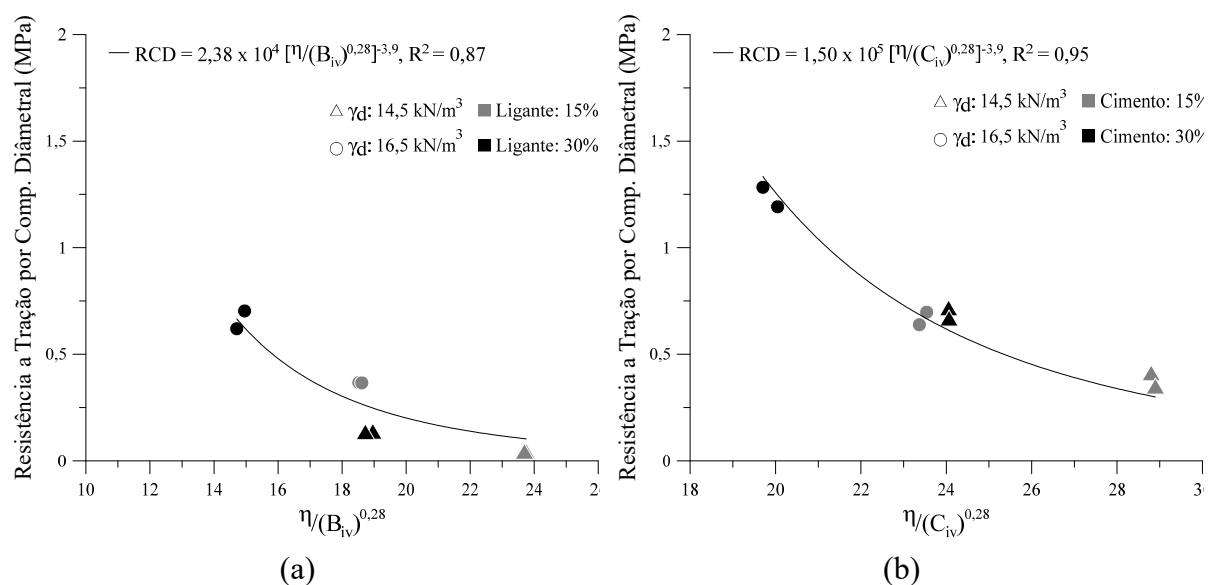 Resistência a Tração por Comp. Diâmetral (MPa)
2
1,5
1
0,5
0
RCD = 2,38 x 10⁴ [η/(B_iv)^0,28]^-3,9, R² = 0,87
γd: 14,5 kN/m³ Ligante: 15%
γd: 16,5 kN/m³ Ligante: 30%
10 12 14 16 18 20 22 24
η/(B_iv)^0,28
(a)
Resistência a Tração por Comp. Diâmetral (MPa)
2
1,5
1
0,5
0
RCD = 1,50 x 10⁵ [η/(C_iv)^0,28]^-3,9, R² = 0,95
γd: 14,5 kN/m³ Cimento: 15%
γd: 16,5 kN/m³ Cimento: 30%
18 20 22 24 26 28
η/(C_iv)^0,28
(b)